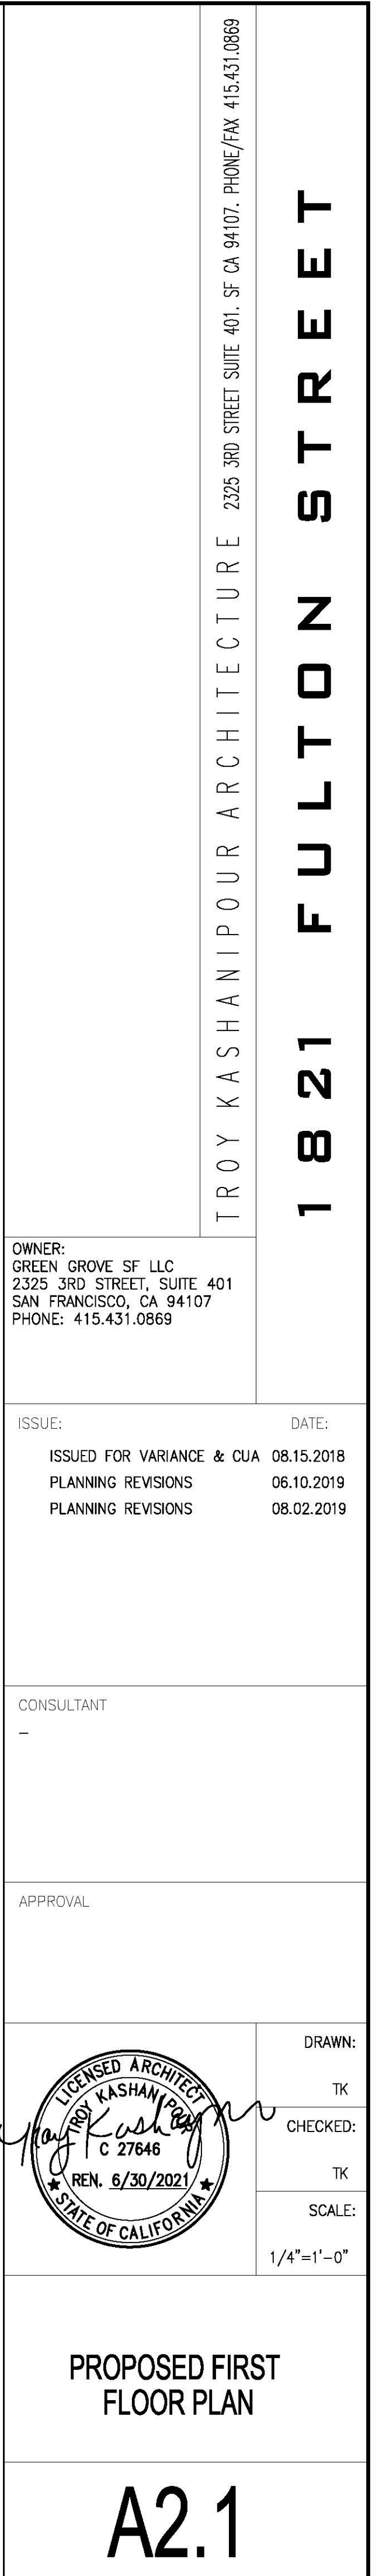 1821 FULTON STREET
TROY KASHANIPOUR ARCHITECTURE 2325 3RD STREET SUITE 401. SF CA 94107. PHONE/FAX 415.431.0869
OWNER:
GREEN GROVE SF LLC
2325 3RD STREET, SUITE 401
SAN FRANCISCO, CA 94107
PHONE: 415.431.0869
ISSUE: DATE:
ISSUED FOR VARIANCE & CUA 08.15.2018
PLANNING REVISIONS 06.10.2019
PLANNING REVISIONS 08.02.2019
CONSULTANT
–
APPROVAL
LICENSED ARCHITECT
TROY KASHANIPOUR
Troy Kashanipour
C 27646
REN. 6/30/2021
STATE OF CALIFORNIA
DRAWN:
TK
CHECKED:
TK
SCALE:
1/4"=1'-0"
PROPOSED FIRST
FLOOR PLAN
A2.1